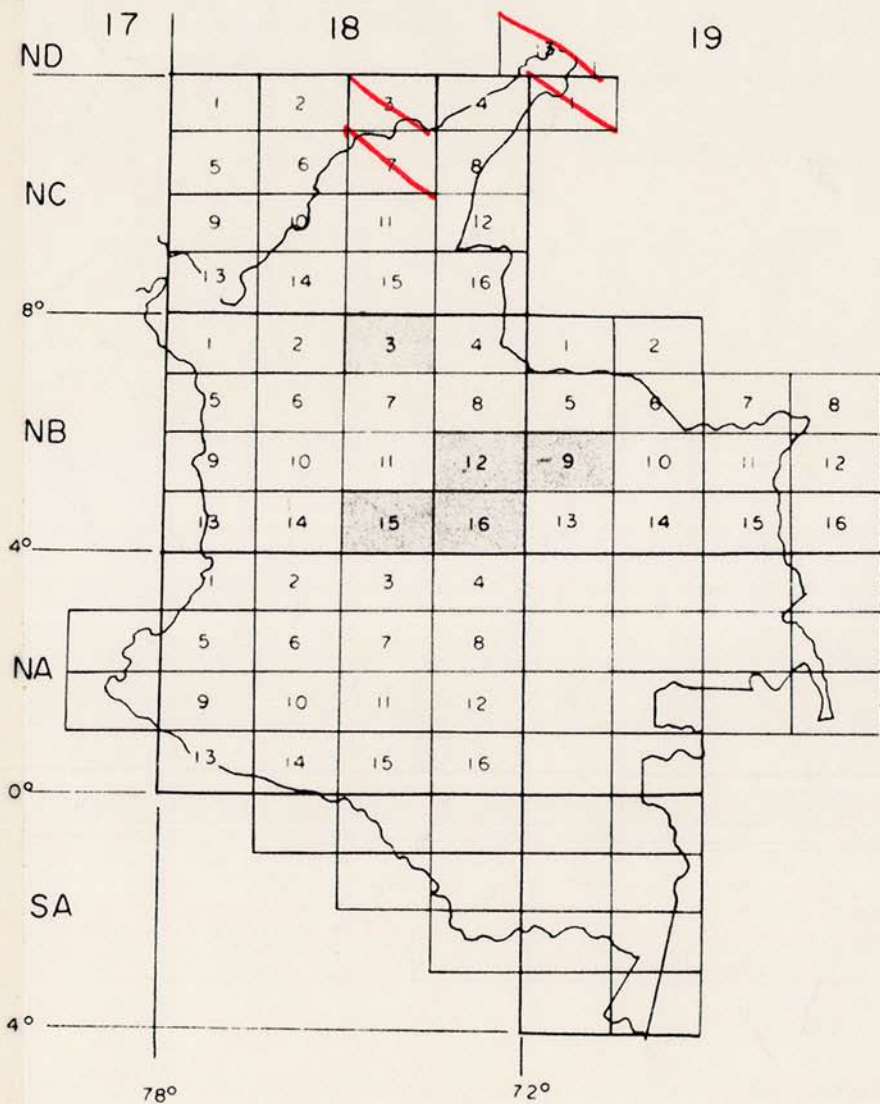 17 18 19
ND
13
1 2 3 4 1
5 6 7 8
NC
9 10 11 12
13 14 15 16
8°
1 2 3 4 1 2
5 6 7 8 5 6 7 8
NB
9 10 11 12 9 10 11 12
13 14 15 16 13 14 15 16
4°
1 2 3 4
5 6 7 8
NA
9 10 11 12
13 14 15 16
0°
SA
4°
78° 72°